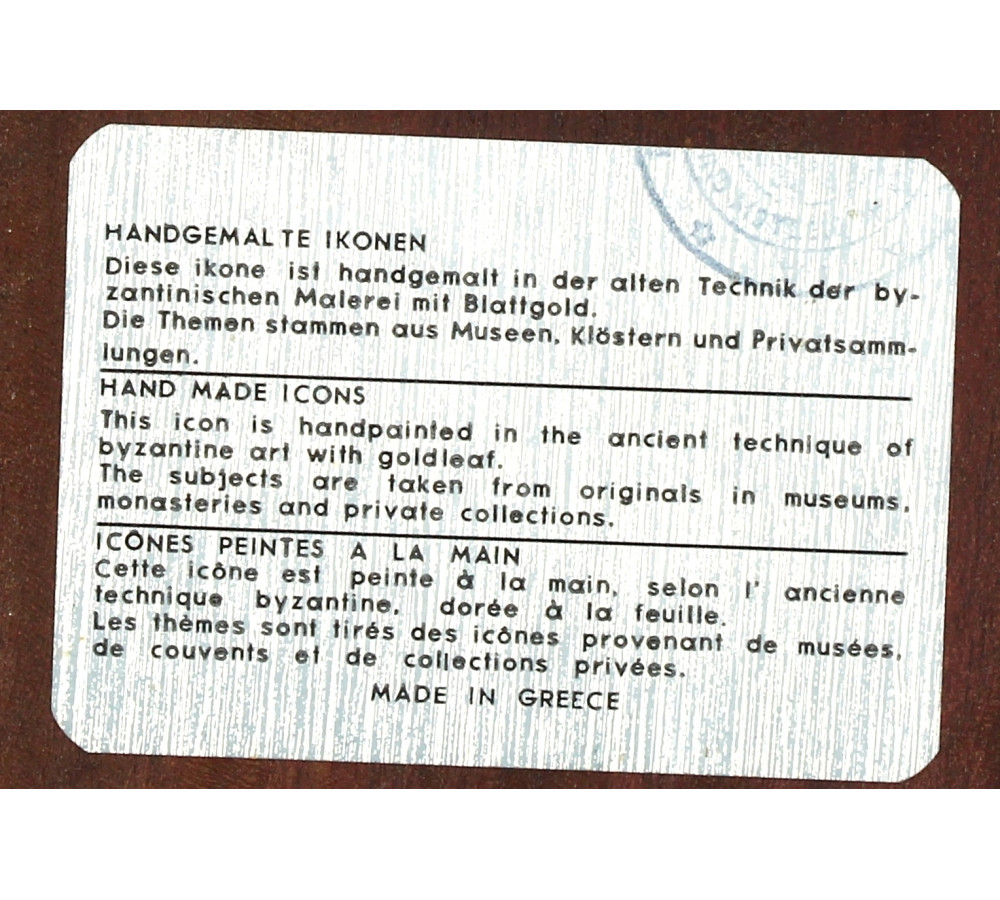 HANDGEMALTE IKONEN
Diese ikone ist handgemalt in der alten Technik der by-
zantinischen Malerei mit Blattgold.
Die Themen stammen aus Museen, Klöstern und Privatsamm-
lungen.
HAND MADE ICONS
This icon is handpainted in the ancient technique of
byzantine art with goldleaf.
The subjects are taken from originals in museums,
monasteries and private collections.
ICÔNES PEINTES A LA MAIN
Cette icône est peinte à la main, selon l' ancienne
technique byzantine, dorée à la feuille.
Les thèmes sont tirés des icônes provenant de musées,
de couvents et de collections privées.
MADE IN GREECE